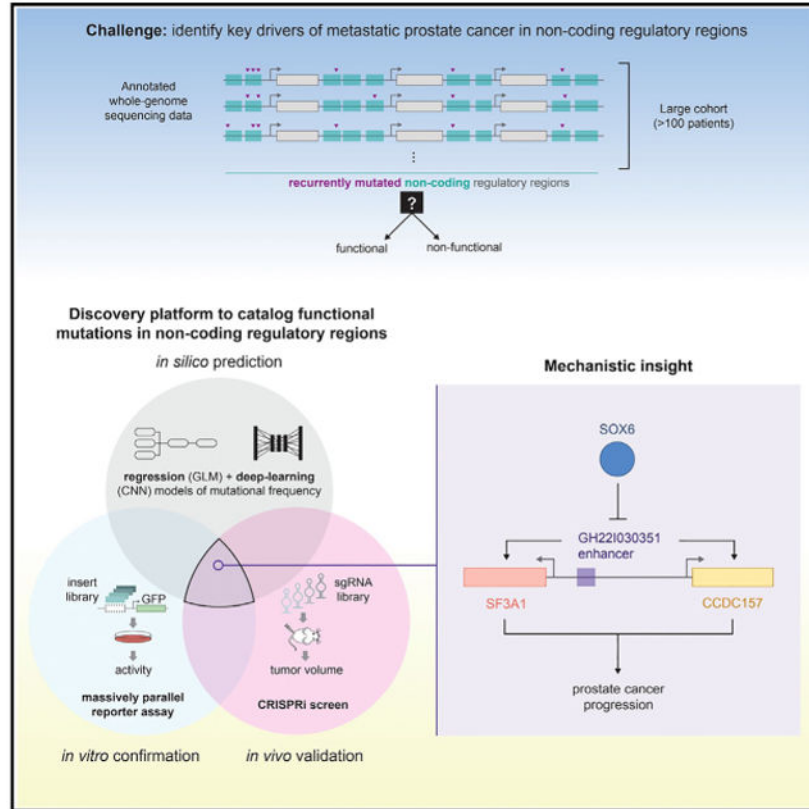 Challenge: identify key drivers of metastatic prostate cancer in non-coding regulatory regions
Annotated
whole-genome
sequencing data
Large cohort
(>100 patients)
recurrently mutated non-coding regulatory regions
?
functional
non-functional
Discovery platform to catalog functional
mutations in non-coding regulatory regions
in silico prediction
regression (GLM) + deep-learning
(CNN) models of mutational frequency
insert
library
GFP
activity
massively parallel
reporter assay
sgRNA
library
tumor volume
CRISPRi screen
in vitro confirmation
in vivo validation
Mechanistic insight
SOX6
GH22I030351
enhancer
SF3A1
CCDC157
prostate cancer
progression